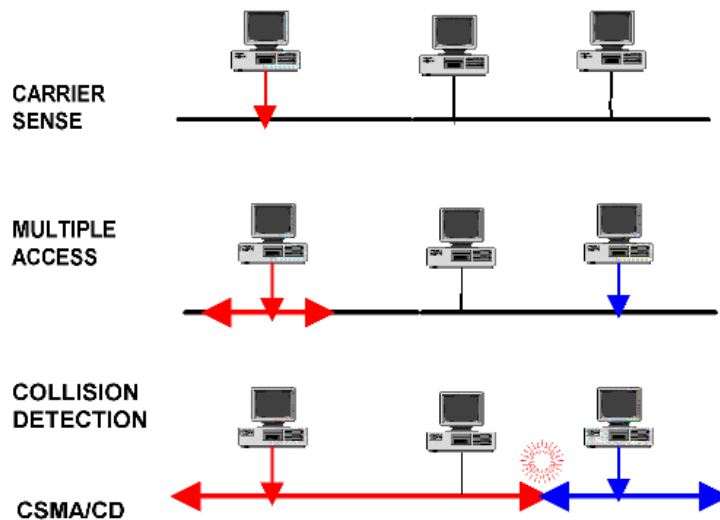 CARRIER
SENSE
MULTIPLE
ACCESS
COLLISION
DETECTION
CSMA/CD